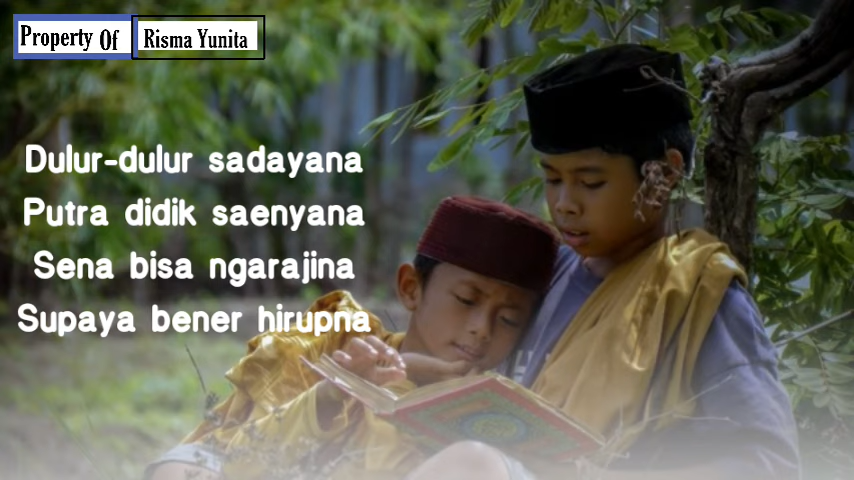 Property Of Risma Yunita
Dulur-dulur sadayana
Putra didik saenyana
Sena bisa ngarajina
Supaya bener hirupna